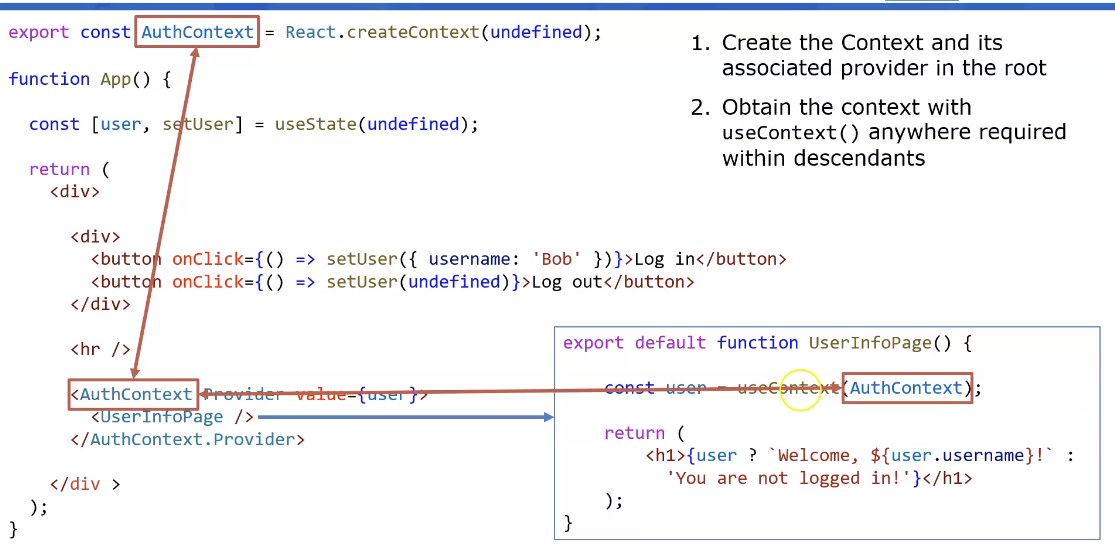 export const AuthContext = React.createContext(undefined);
function App() {
const [user, setUser] = useState(undefined);
return (
<div>
<div>
<button onClick={() => setUser({ username: 'Bob' })}>Log in</button>
<button onClick={() => setUser(undefined)}>Log out</button>
</div>
<hr />
<AuthContext.Provider value={user}>
<UserInfoPage />
</AuthContext.Provider>
</div >
);
}
1. Create the Context and its
associated provider in the root
2. Obtain the context with
useContext() anywhere required
within descendants
export default function UserInfoPage() {
const user = useContext(AuthContext);
return (
<h1>{user ? `Welcome, ${user.username}!` :
'You are not logged in!'}</h1>
);
}